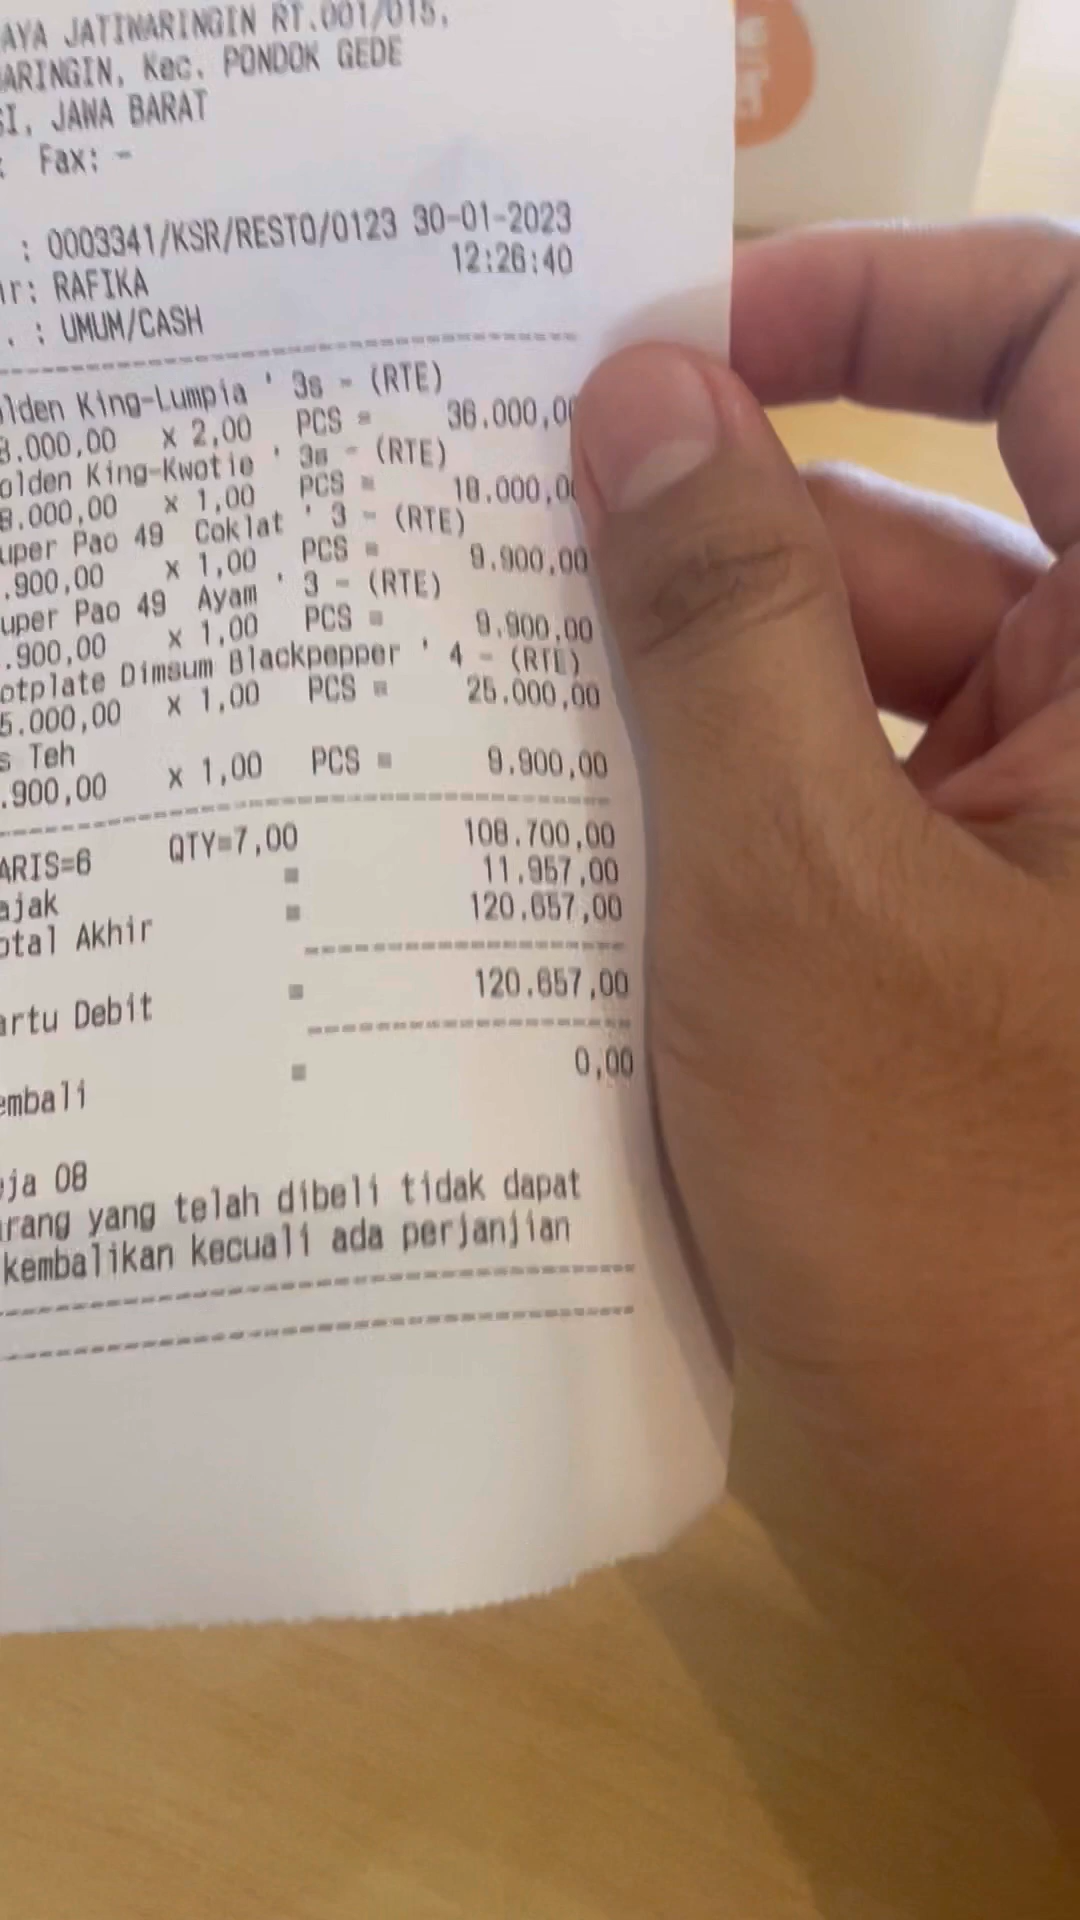 AYA JATIWARINGIN RT.001/015,
ARINGIN, Kec. PONDOK GEDE
SI, JAWA BARAT
: Fax: -
: 0003341/KSR/RESTO/0123 30-01-2023
12:26:40
ir: RAFIKA
. : UMUM/CASH
lden King-Lumpia ' 3s - (RTE)
8.000,00 x 2,00 PCS = 36.000,00
olden King-Kwotie ' 3s - (RTE)
8.000,00 x 1,00 PCS = 18.000,00
uper Pao 49 Coklat ' 3 - (RTE)
.900,00 x 1,00 PCS = 9.900,00
uper Pao 49 Ayam ' 3 - (RTE)
.900,00 x 1,00 PCS = 9.900,00
otplate Dimsum Blackpepper ' 4 - (RTE)
5.000,00 x 1,00 PCS = 25.000,00
s Teh
.900,00 x 1,00 PCS = 9.900,00
ARIS=6 QTY=7,00 108.700,00
ajak = 11.957,00
otal Akhir = 120.657,00
artu Debit = 120.657,00
embali = 0,00
eja 08
arang yang telah dibeli tidak dapat
kembalikan kecuali ada perjanjian